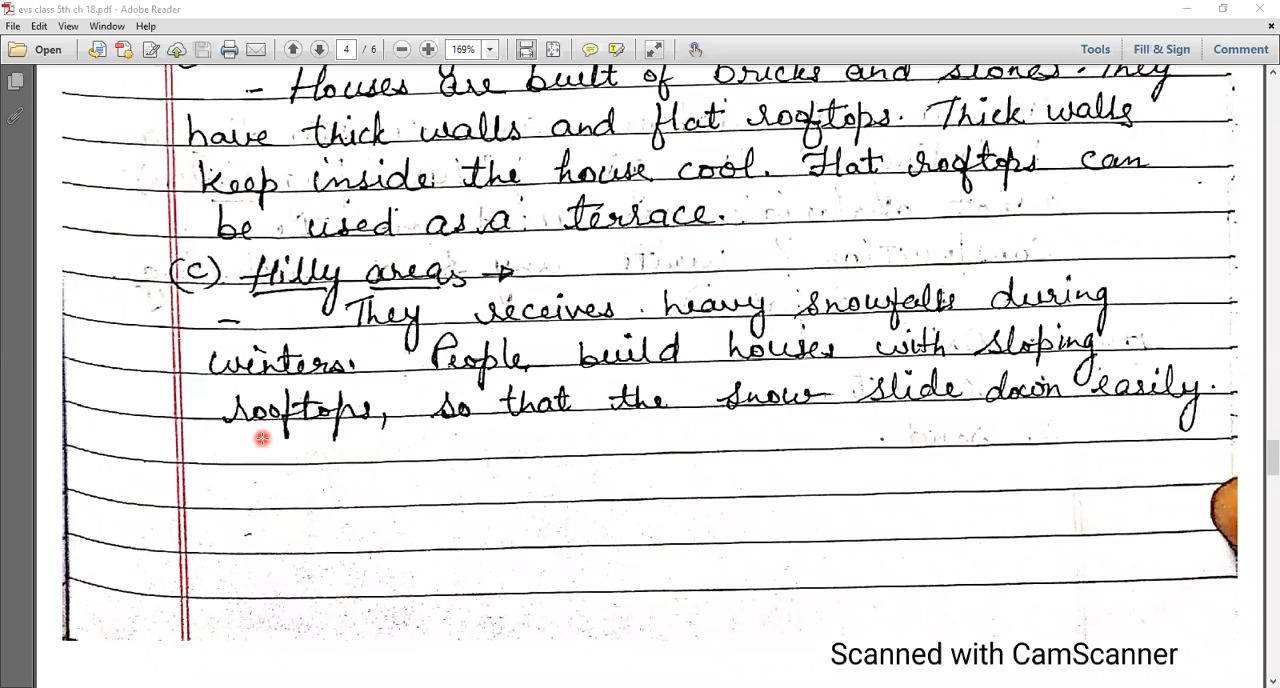 evs class 5th ch 18.pdf - Adobe Reader
File Edit View Window Help
Open 4 / 6 169% Tools Fill & Sign Comment
- Houses are built of bricks and stones. They
have thick walls and flat rooftops. Thick walls
keep inside the house cool. Flat rooftops can
be used as a terrace.
(c) Hilly areas →
- They receives heavy snowfalls during
winters. People build houses with sloping
rooftops, so that the snow slide down easily.
Scanned with CamScanner